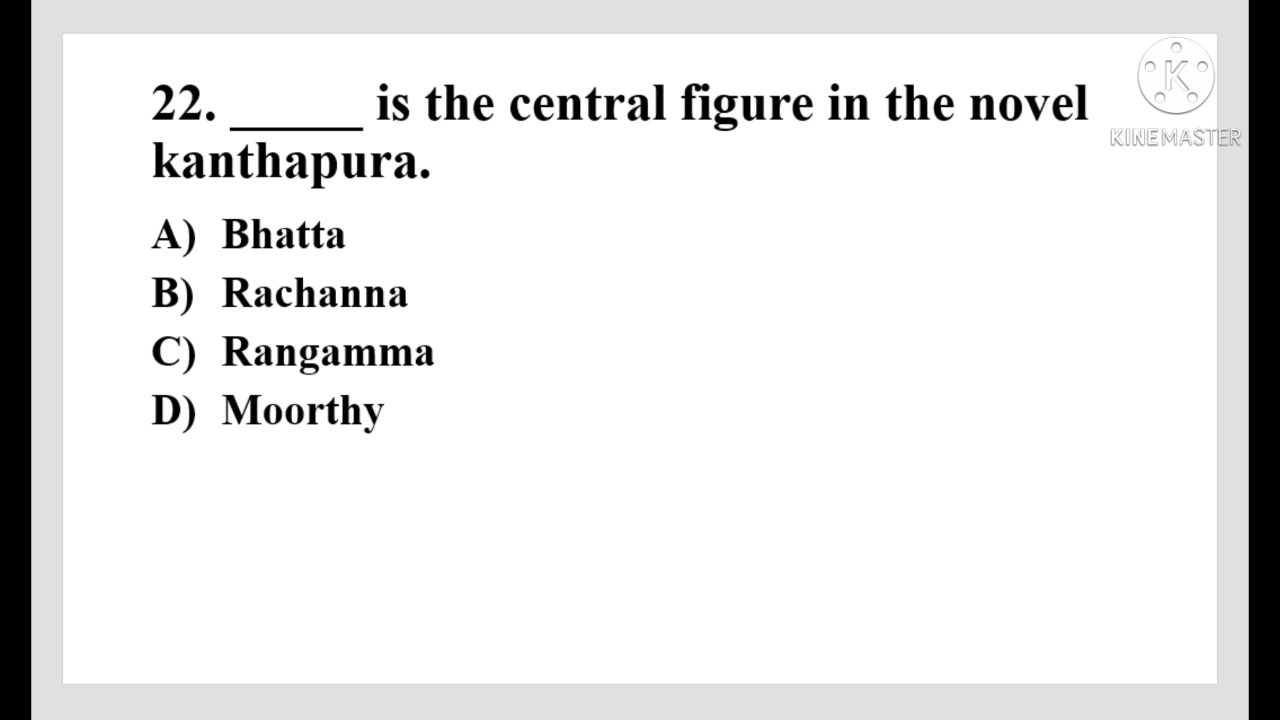 22. _____ is the central figure in the novel
kanthapura.
A) Bhatta
B) Rachanna
C) Rangamma
D) Moorthy
K
KINEMASTER